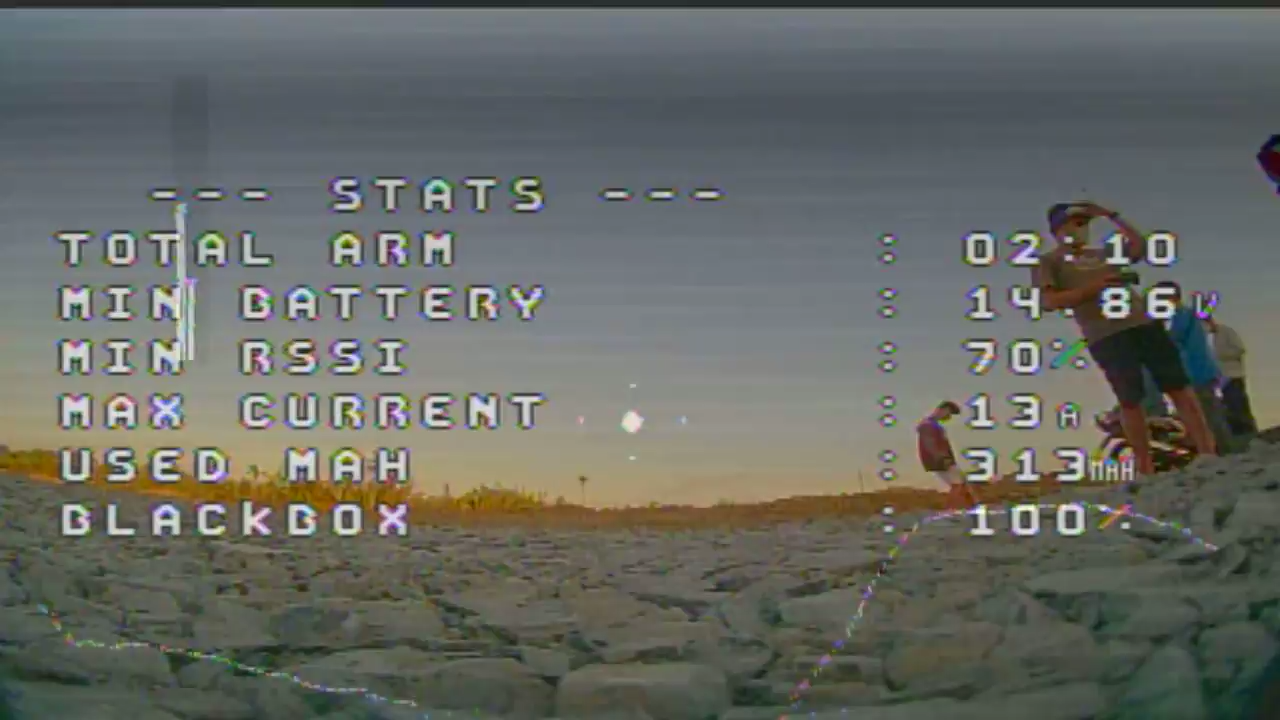 --- STATS ---
TOTAL ARM : 02:10
MIN BATTERY : 14.86V
MIN RSSI : 70%
MAX CURRENT : 13A
USED MAH : 313MAH
BLACKBOX : 100%